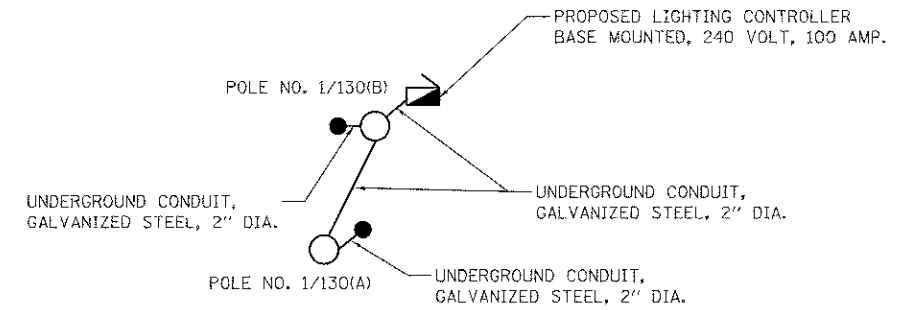 PROPOSED LIGHTING CONTROLLER
BASE MOUNTED, 240 VOLT, 100 AMP.
POLE NO. 1/130(B)
UNDERGROUND CONDUIT,
GALVANIZED STEEL, 2" DIA.
UNDERGROUND CONDUIT,
GALVANIZED STEEL, 2" DIA.
POLE NO. 1/130(A)
UNDERGROUND CONDUIT,
GALVANIZED STEEL, 2" DIA.